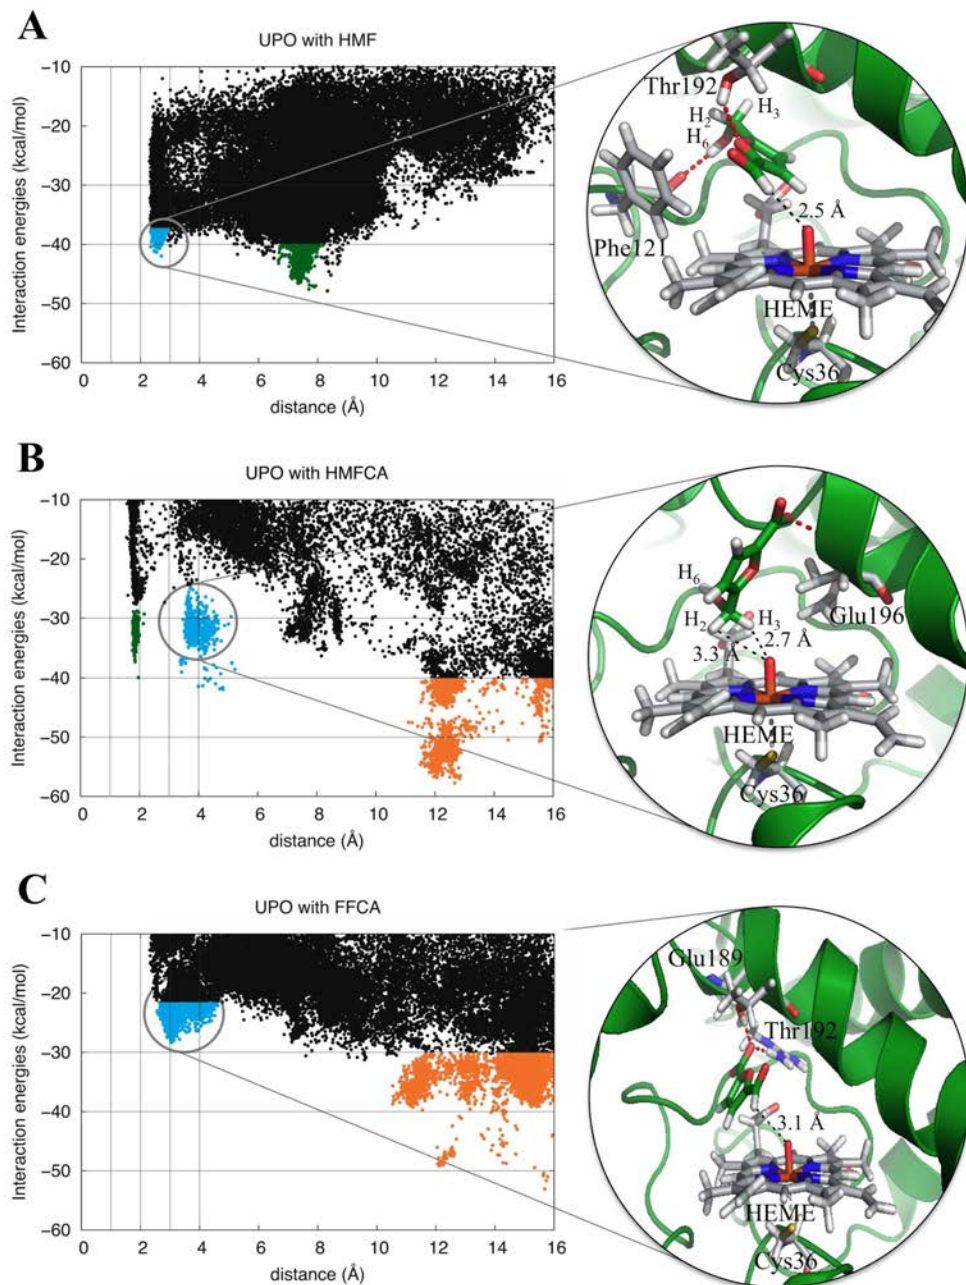 A
UPO with HMF
Interaction energies (kcal/mol)
−10
−20
−30
−40
−50
−60
0 2 4 6 8 10 12 14 16
distance (Å)
Thr192
H3
H2
H6
2.5 Å
Phe121
HEME
Cys36
B
UPO with HMFCA
Interaction energies (kcal/mol)
−10
−20
−30
−40
−50
−60
0 2 4 6 8 10 12 14 16
distance (Å)
H6
Glu196
H2 H3
2.7 Å
3.3 Å
HEME
Cys36
C
UPO with FFCA
Interaction energies (kcal/mol)
−10
−20
−30
−40
−50
−60
0 2 4 6 8 10 12 14 16
distance (Å)
Glu189
Thr192
3.1 Å
HEME
Cys36